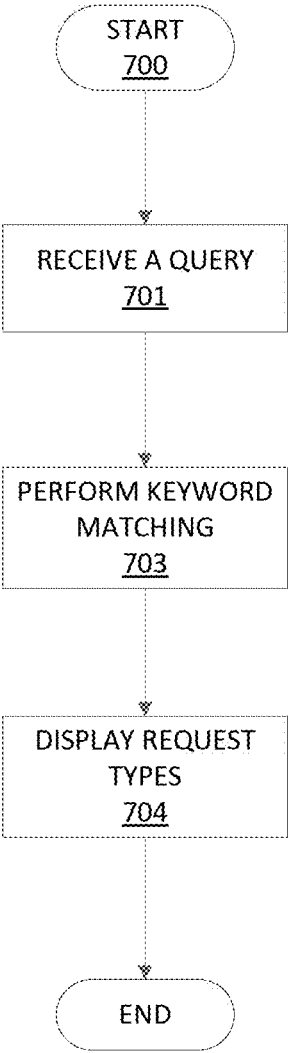 START
700
RECEIVE A QUERY
701
PERFORM KEYWORD
MATCHING
703
DISPLAY REQUEST
TYPES
704
END